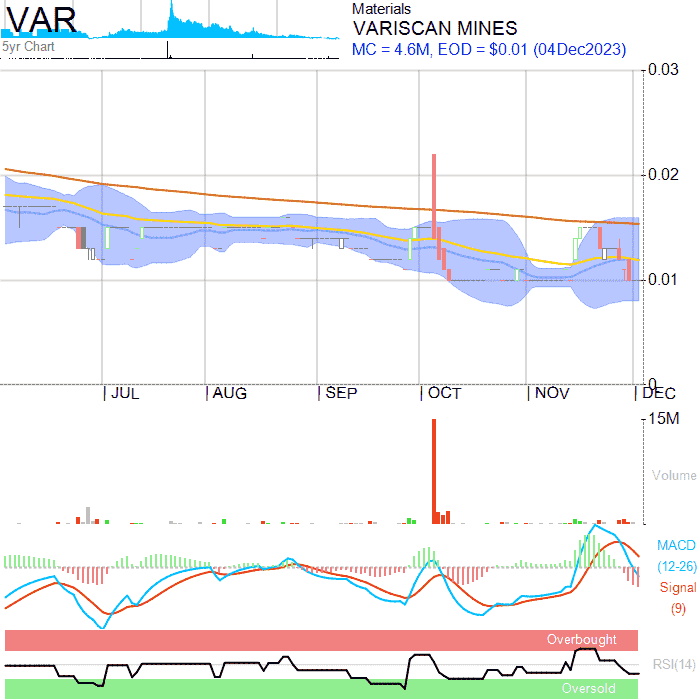 VAR
5yr Chart
Materials
VARISCAN MINES
MC = 4.6M, EOD = $0.01 (04Dec2023)
0.03
0.02
0.01
0
JUL
AUG
SEP
OCT
NOV
DEC
15M
Volume
MACD
(12-26)
Signal
(9)
Overbought
RSI(14)
Oversold